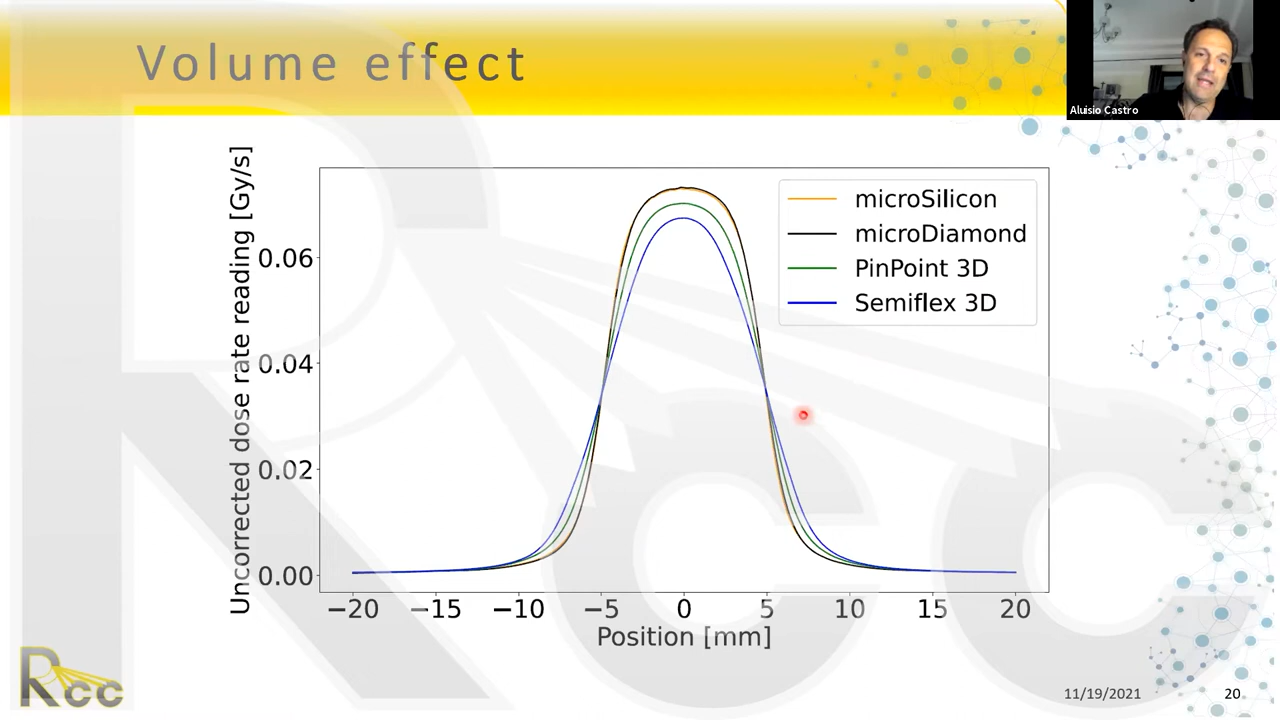 Volume effect
Aluisio Castro
Uncorrected dose rate reading [Gy/s]
0.06
0.04
0.02
0.00
microSilicon
microDiamond
PinPoint 3D
Semiflex 3D
−20 −15 −10 −5 0 5 10 15 20
Position [mm]
Rcc
11/19/2021 20
Rcc